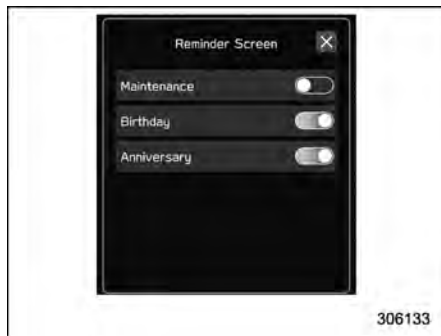 Reminder Screen
Maintenance
Birthday
Anniversary
306133